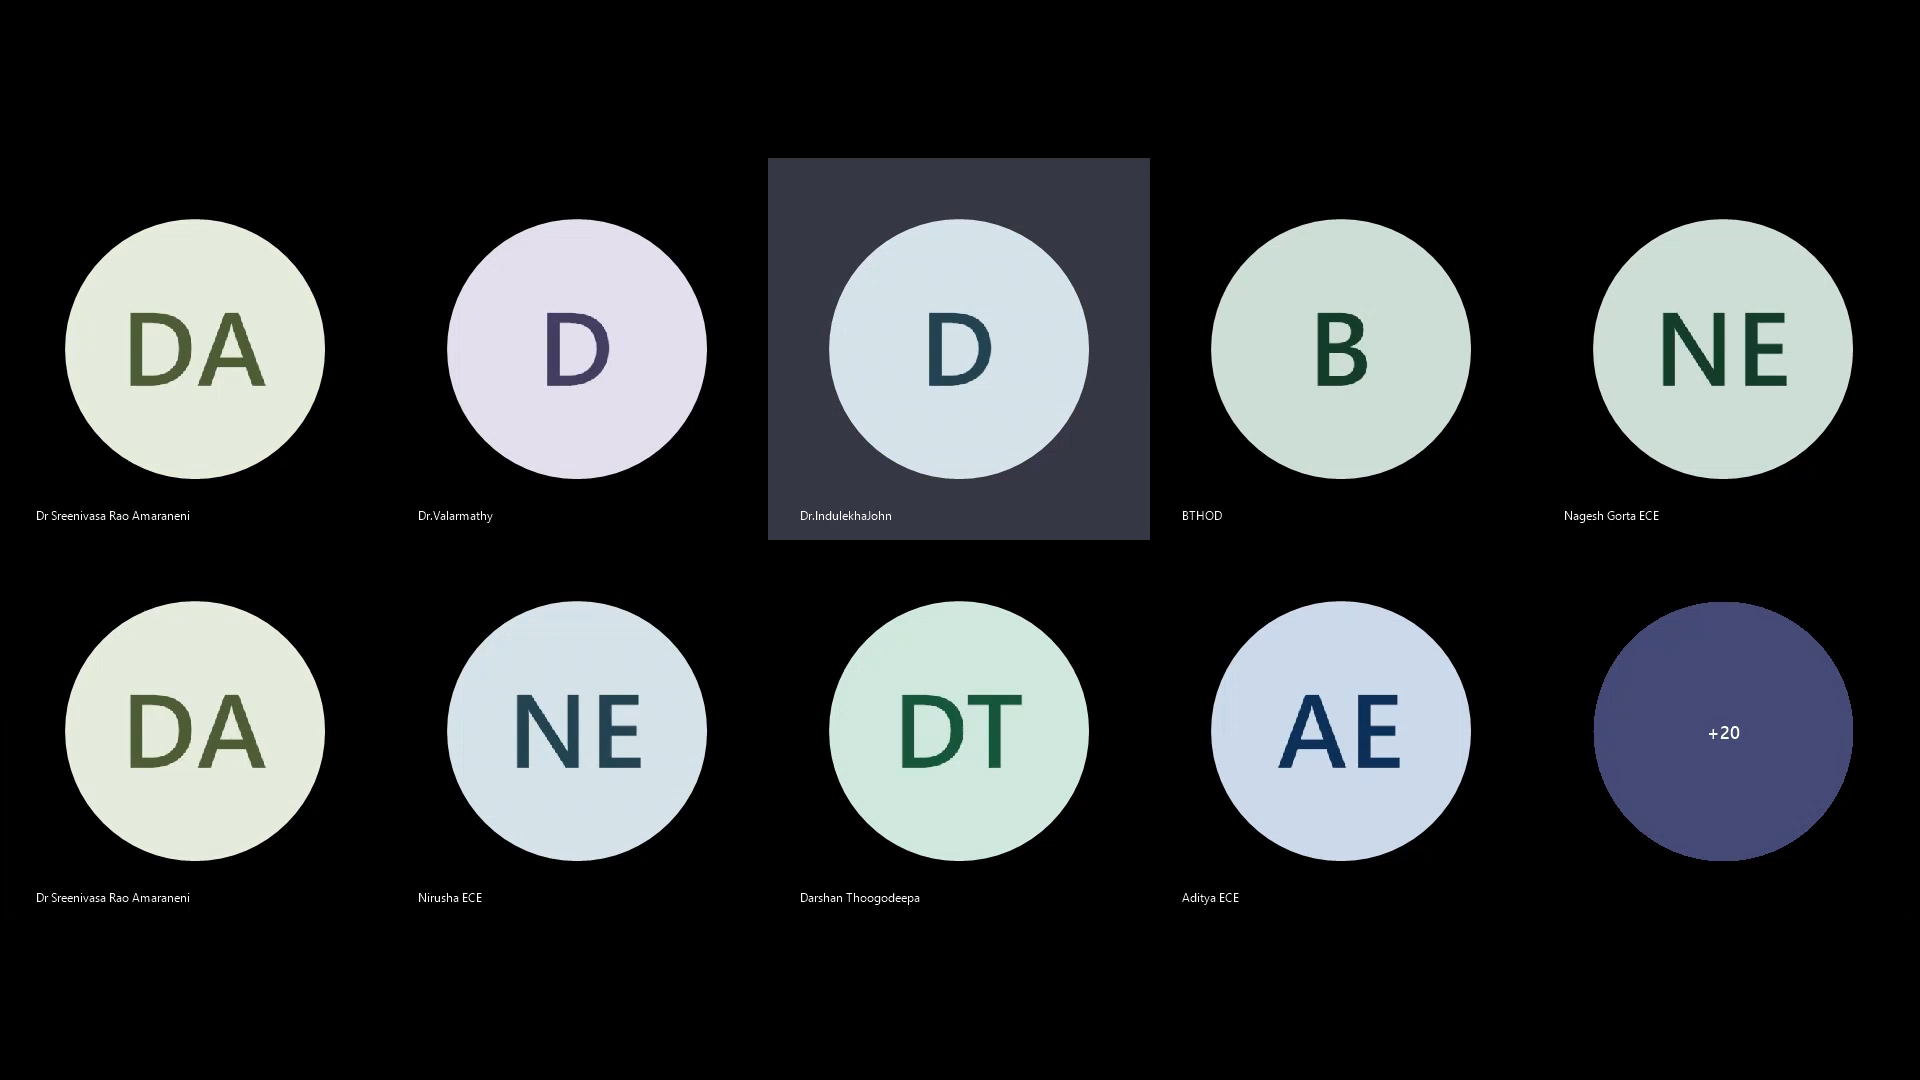 DA
D
D
B
NE
Dr Sreenivasa Rao Amaraneni
Dr.Valarmathy
Dr.IndulekhaJohn
BTHOD
Nagesh Gorta ECE
DA
NE
DT
AE
+20
Dr Sreenivasa Rao Amaraneni
Nirusha ECE
Darshan Thoogodeepa
Aditya ECE